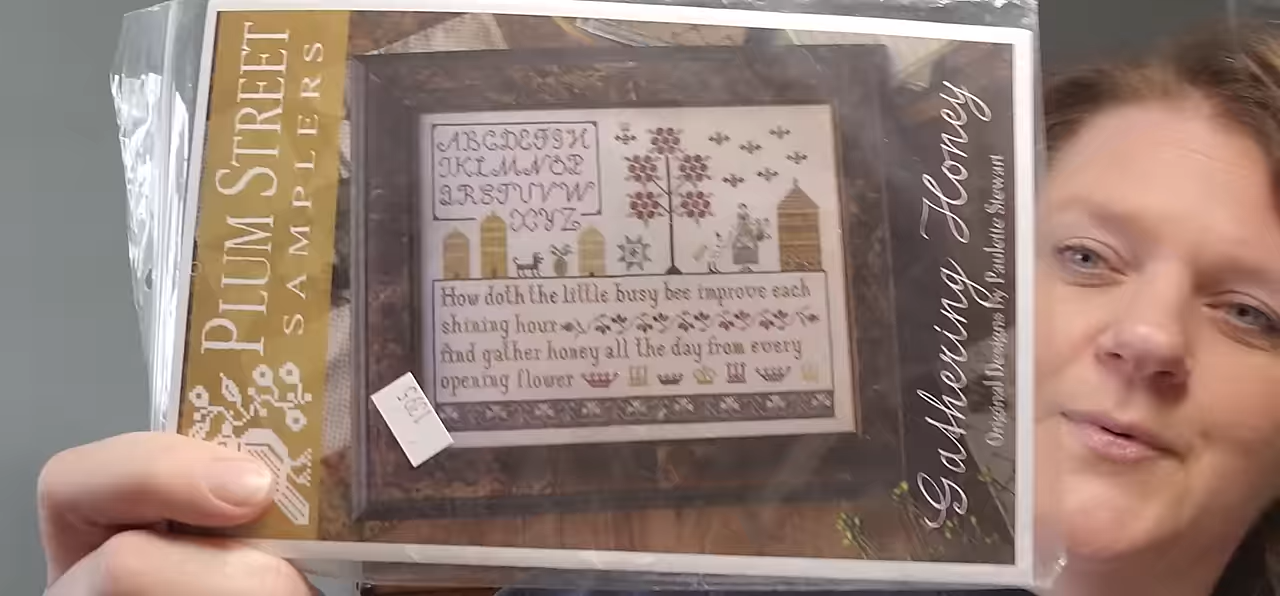 PLUM STREET
SAMPLERS
ABCDEFGH
IKLMNOP
QRSTUVW
XYZ
How doth the little busy bee improve each
shining hour
And gather honey all the day from every
opening flower
1395
Gathering Honey
Original Designs by Paulette Stewart